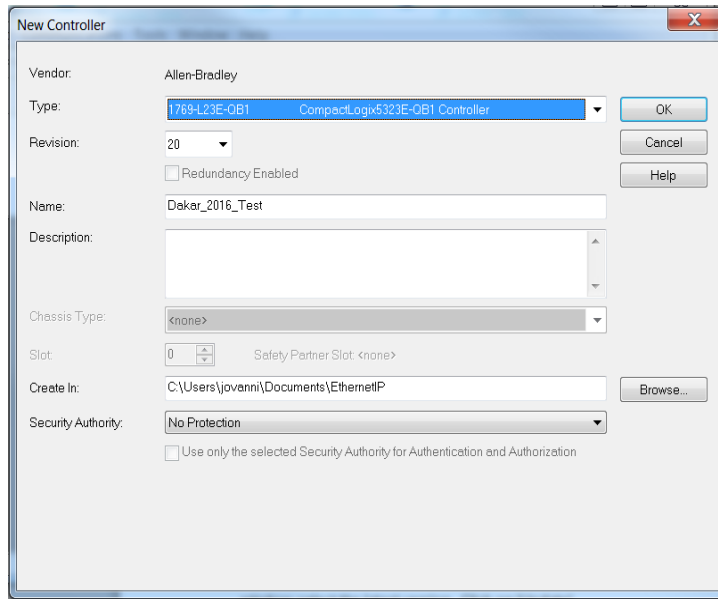 New Controller
Vendor: Allen-Bradley
Type: 1769-L23E-QB1 CompactLogix5323E-QB1 Controller OK
Revision: 20 Cancel
Redundancy Enabled Help
Name: Dakar_2016_Test
Description:
Chassis Type: <none>
Slot: 0 Safety Partner Slot: <none>
Create In: C:\Users\jovanni\Documents\EthernetIP Browse...
Security Authority: No Protection
Use only the selected Security Authority for Authentication and Authorization